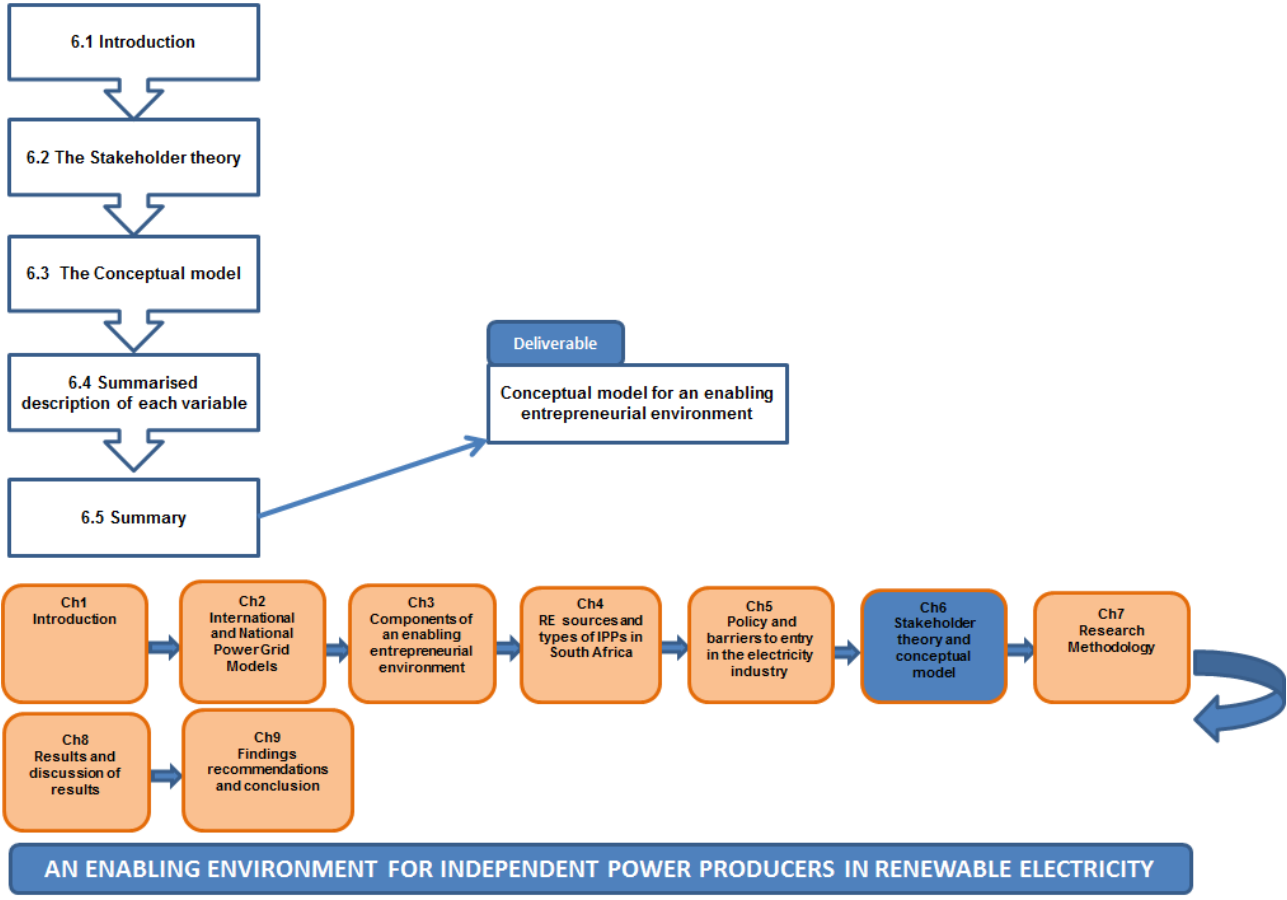 6.1 Introduction
6.2 The Stakeholder theory
6.3 The Conceptual model
6.4 Summarised
description of each variable
6.5 Summary
Deliverable
Conceptual model for an enabling
entrepreneurial environment
Ch1
Introduction
Ch2
International
and National
Power Grid
Models
Ch3
Components of
an enabling
entrepreneurial
environment
Ch4
RE sources and
types of IPPs in
South Africa
Ch5
Policy and
barriers to entry
in the electricity
industry
Ch6
Stakeholder
theory and
conceptual
model
Ch7
Research
Methodology
Ch8
Results and
discussion of
results
Ch9
Findings
recommendations
and conclusion
AN ENABLING ENVIRONMENT FOR INDEPENDENT POWER PRODUCERS IN RENEWABLE ELECTRICITY